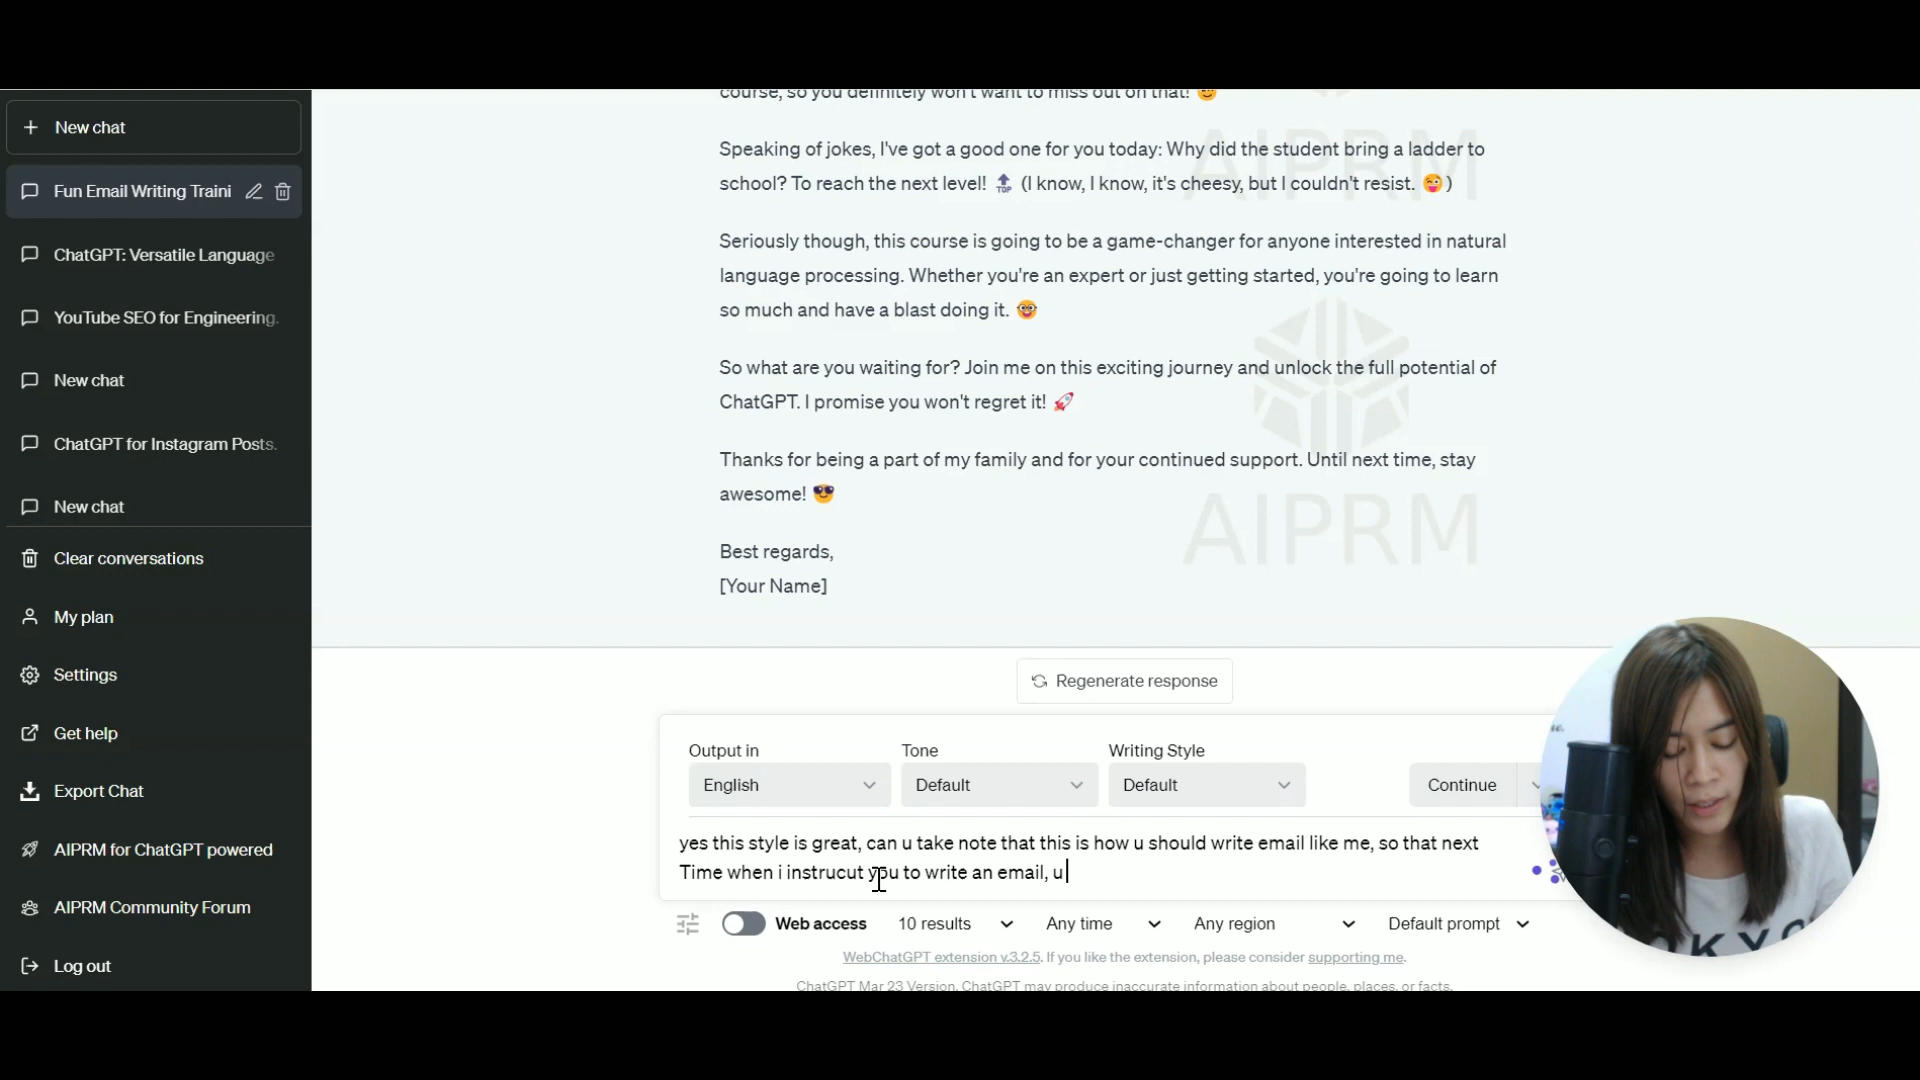 New chat
Fun Email Writing Traini
ChatGPT: Versatile Language
YouTube SEO for Engineering.
New chat
ChatGPT for Instagram Posts.
New chat
Clear conversations
My plan
Settings
Get help
Export Chat
AIPRM for ChatGPT powered
AIPRM Community Forum
Log out
course, so you definitely won't want to miss out on that! 😉
Speaking of jokes, I've got a good one for you today: Why did the student bring a ladder to
school? To reach the next level! 🔝 (I know, I know, it's cheesy, but I couldn't resist. 😜)
Seriously though, this course is going to be a game-changer for anyone interested in natural
language processing. Whether you're an expert or just getting started, you're going to learn
so much and have a blast doing it. 🤓
So what are you waiting for? Join me on this exciting journey and unlock the full potential of
ChatGPT. I promise you won't regret it! 🚀
Thanks for being a part of my family and for your continued support. Until next time, stay
awesome! 😎
Best regards,
[Your Name]
AIPRM
AIPRM
Regenerate response
Output in Tone Writing Style
English Default Default Continue
yes this style is great, can u take note that this is how u should write email like me, so that next
Time when i instrucut you to write an email, u
Web access 10 results Any time Any region Default prompt
WebChatGPT extension v.3.2.5. If you like the extension, please consider supporting me.
ChatGPT Mar 23 Version. ChatGPT may produce inaccurate information about people, places, or facts.